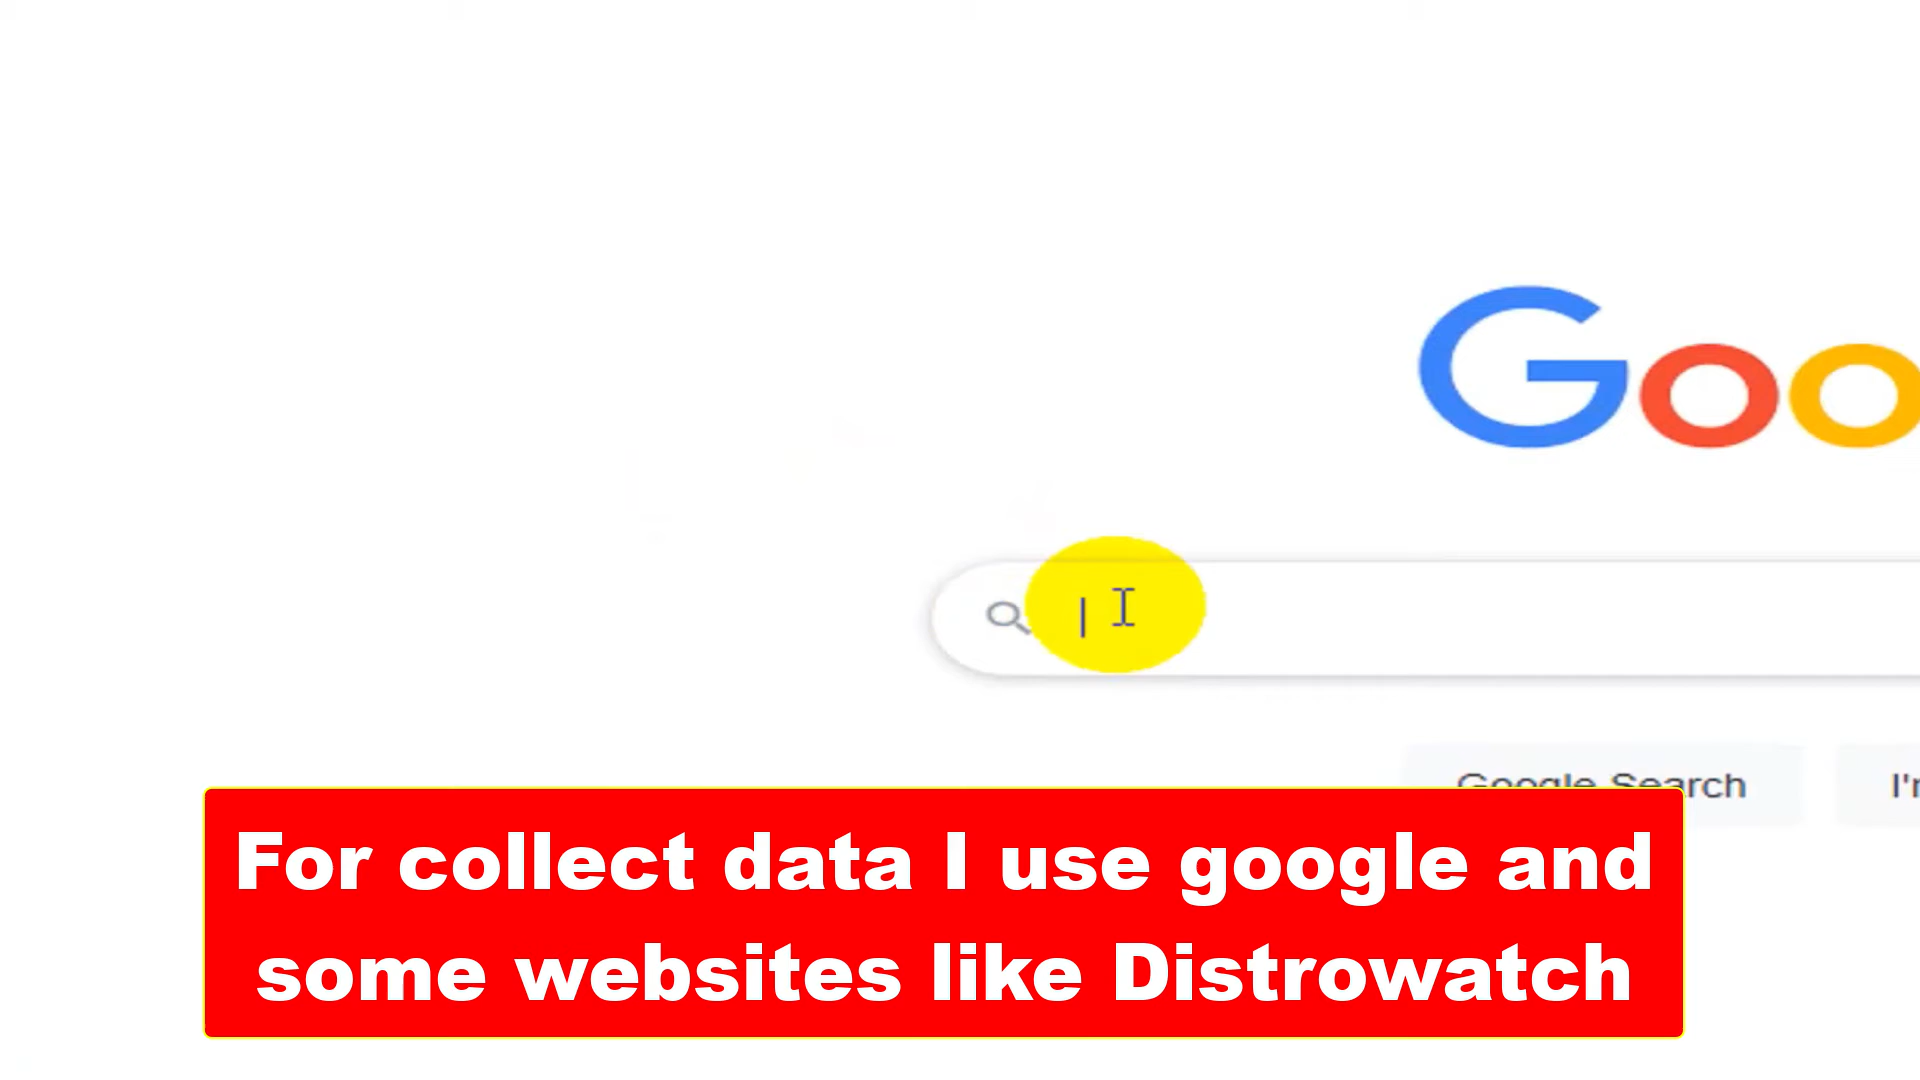 Goo
Google Search
I'
For collect data I use google and
some websites like Distrowatch